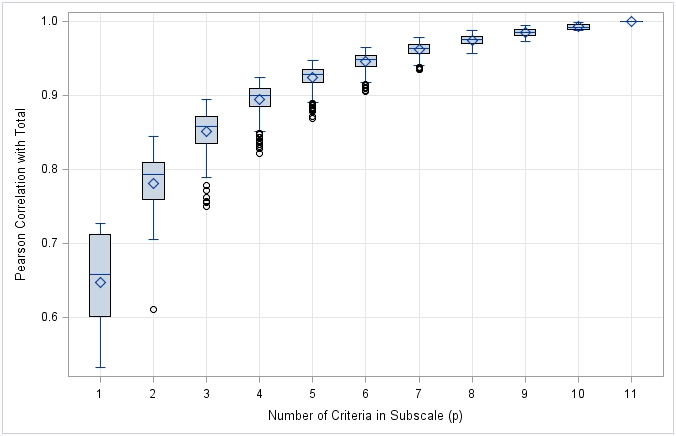 Pearson Correlation with Total
1.0
0.9
0.8
0.7
0.6
1 2 3 4 5 6 7 8 9 10 11
Number of Criteria in Subscale (p)